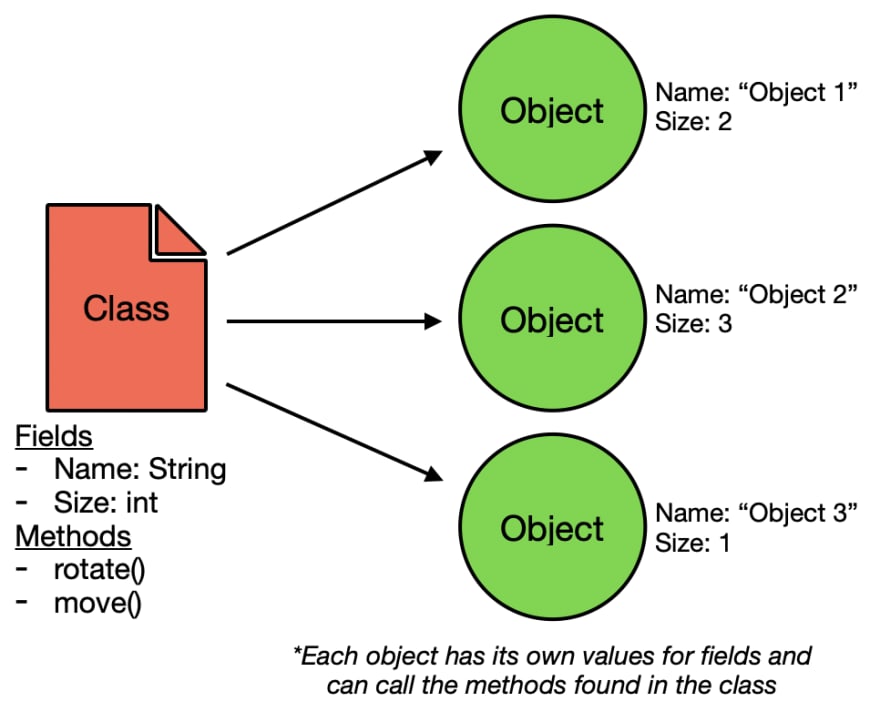 Class
Fields
- Name: String
- Size: int
Methods
- rotate()
- move()
Object
Name: “Object 1”
Size: 2
Object
Name: “Object 2”
Size: 3
Object
Name: “Object 3”
Size: 1
*Each object has its own values for fields and
can call the methods found in the class